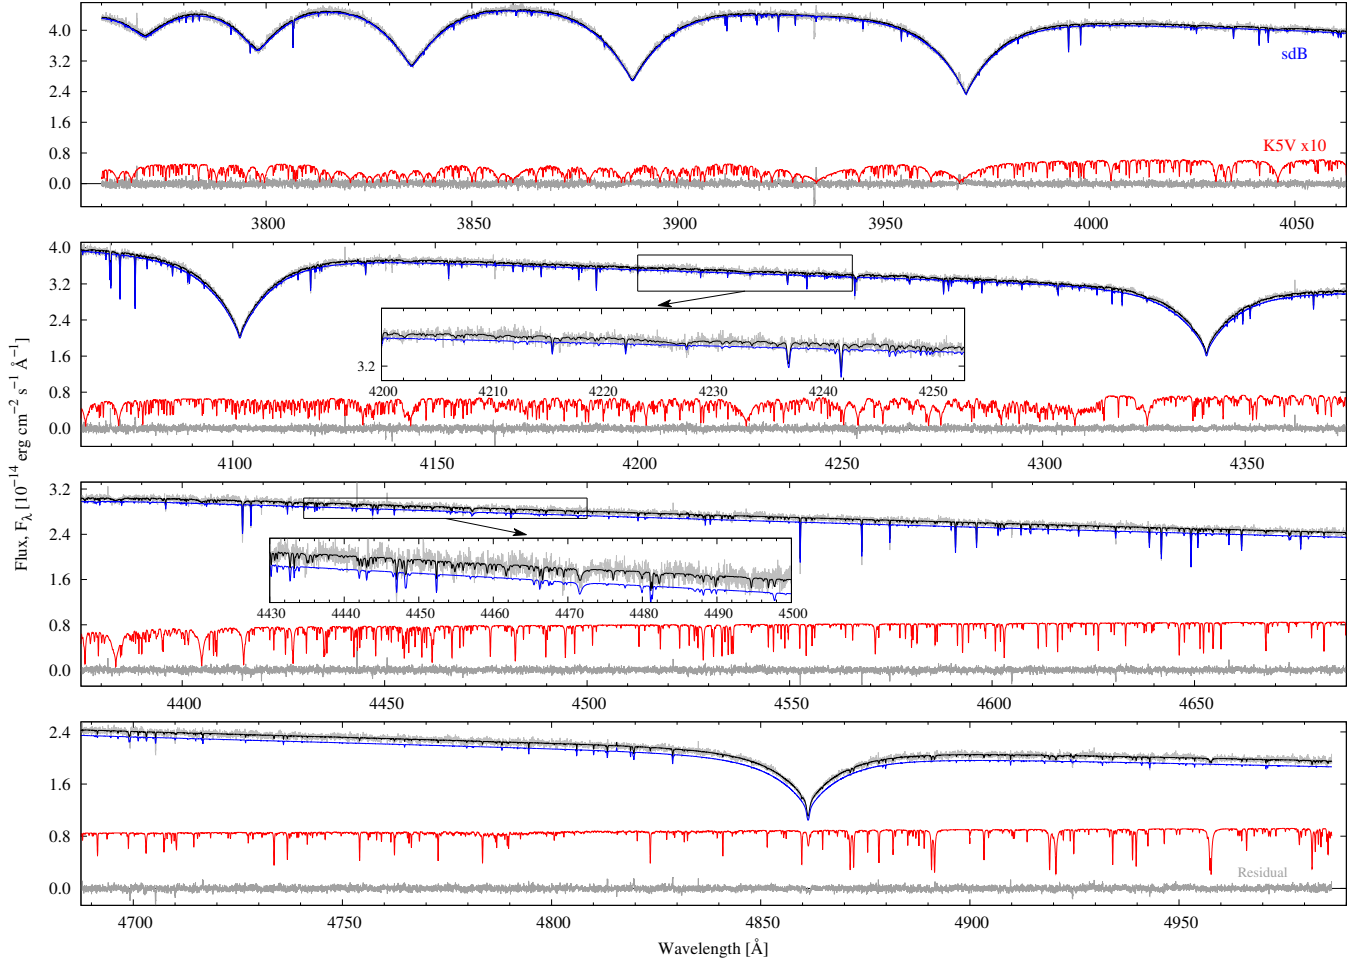 4.0
3.2
2.4
1.6
0.8
0.0
sdB
K5V x10
3800 3850 3900 3950 4000 4050
4.0
3.2
2.4
1.6
0.8
0.0
3.2
4200 4210 4220 4230 4240 4250
4100 4150 4200 4250 4300 4350
Flux, F_λ [10^−14 erg cm^−2 s^−1 Å^−1]
3.2
2.4
1.6
0.8
0.0
4430 4440 4450 4460 4470 4480 4490 4500
4400 4450 4500 4550 4600 4650
2.4
1.6
0.8
0.0
Residual
4700 4750 4800 4850 4900 4950
Wavelength [Å]